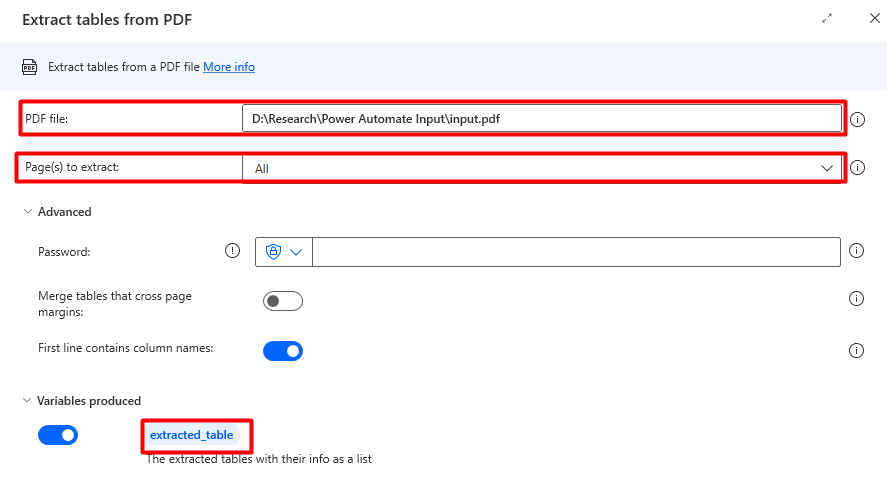 Extract tables from PDF
PDF
Extract tables from a PDF file More info
PDF file:
D:\Research\Power Automate Input\input.pdf
Page(s) to extract:
All
Advanced
Password:
Merge tables that cross page
margins:
First line contains column names:
Variables produced
extracted_table
The extracted tables with their info as a list